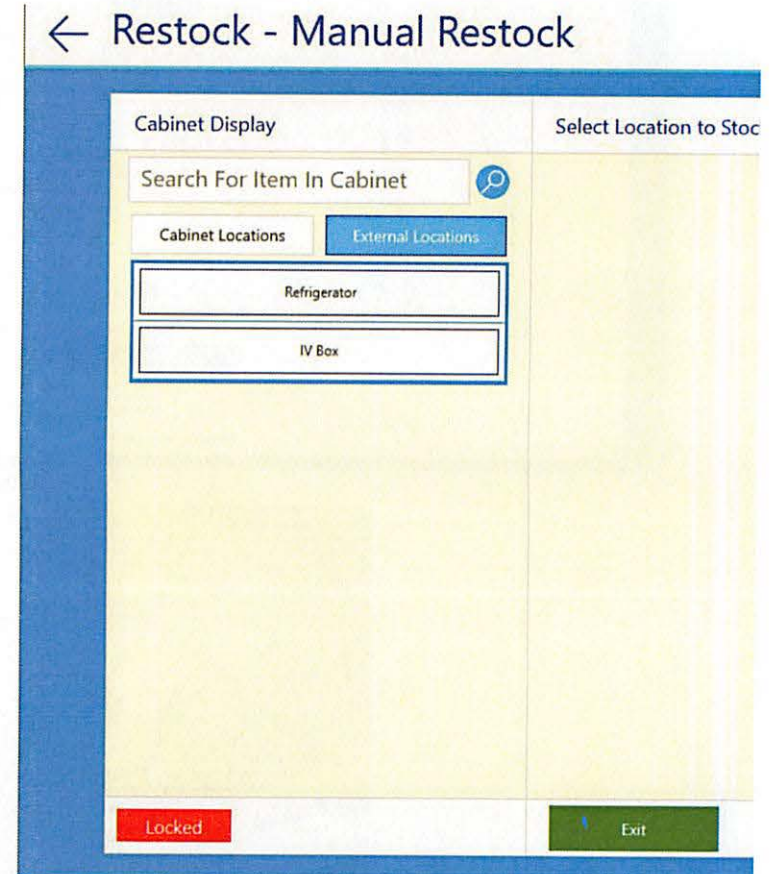 ← Restock - Manual Restock
Cabinet Display
Select Location to Stoc
Search For Item In Cabinet
Cabinet Locations
External Locations
Refrigerator
IV Box
Locked
Exit